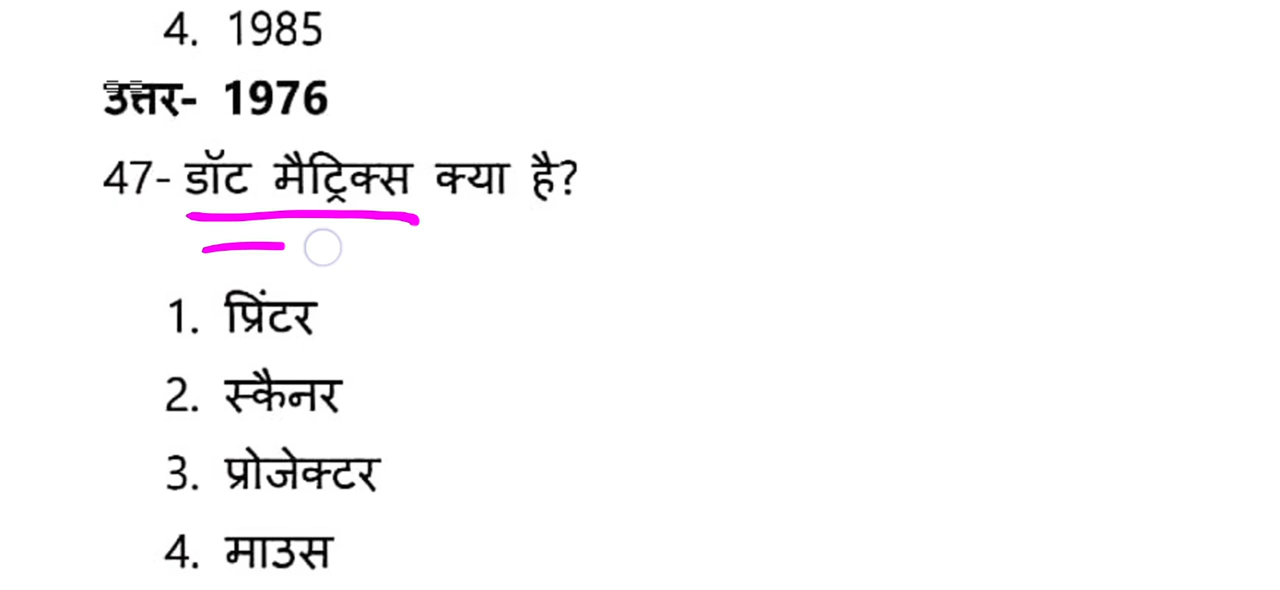 4. 1985
उत्तर- 1976
47- डॉट मैट्रिक्स क्या है?
1. प्रिंटर
2. स्कैनर
3. प्रोजेक्टर
4. माउस